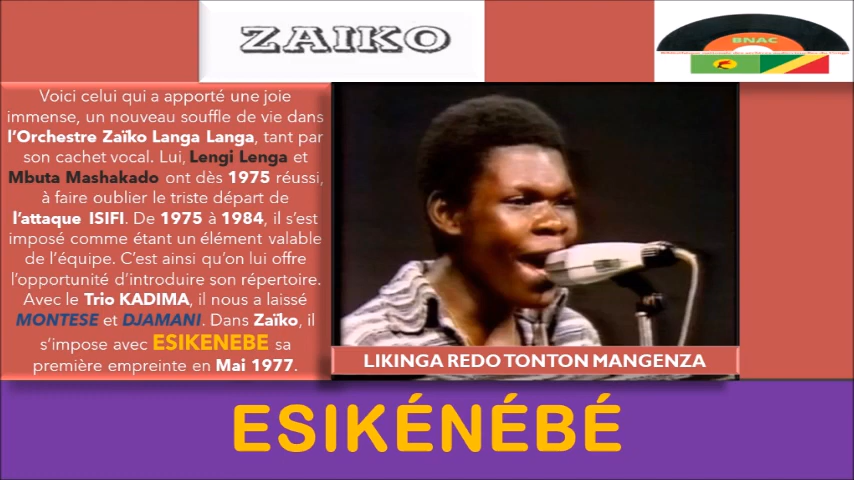 ZAIKO
BNAC
Voici celui qui a apporté une joie
immense, un nouveau souffle de vie dans
l'Orchestre Zaïko Langa Langa, tant par
son cachet vocal. Lui, Lengi Lenga et
Mbuta Mashakado ont dès 1975 réussi,
à faire oublier le triste départ de
l'attaque ISIFI. De 1975 à 1984, il s'est
imposé comme étant un élément valable
de l'équipe. C'est ainsi qu'on lui offre
l'opportunité d'introduire son répertoire.
Avec le Trio KADIMA, il nous a laissé
MONTESE et DJAMANI. Dans Zaïko, il
s'impose avec ESIKENEBE sa
première empreinte en Mai 1977.
LIKINGA REDO TONTON MANGENZA
ESIKÉNÉBÉ